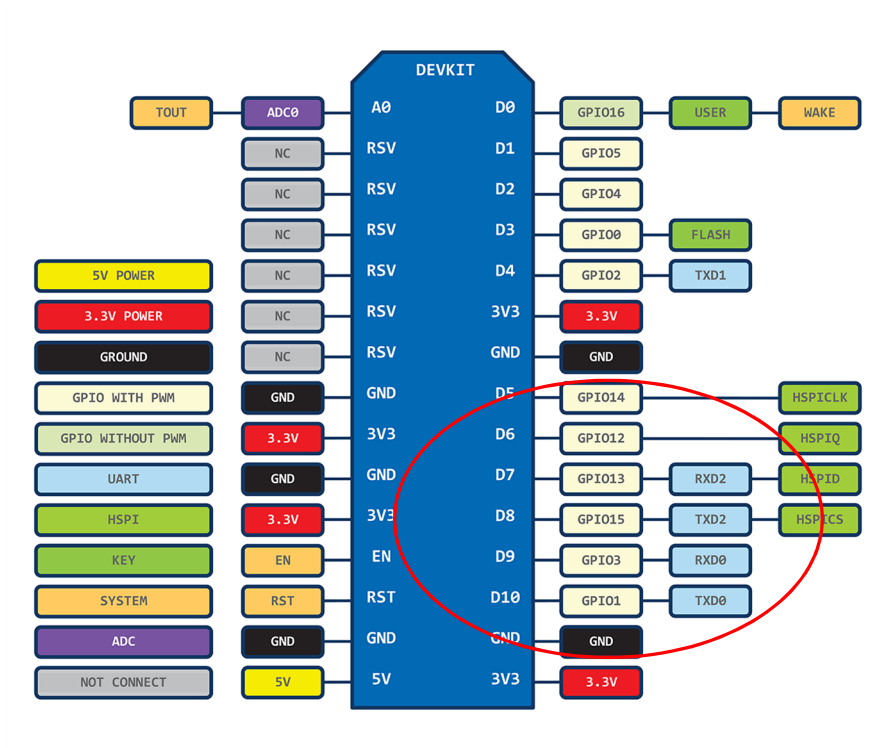 DEVKIT
TOUT ADC0 A0 D0 GPIO16 USER WAKE
NC RSV D1 GPIO5
NC RSV D2 GPIO4
NC RSV D3 GPIO0 FLASH
5V POWER NC RSV D4 GPIO2 TXD1
3.3V POWER NC RSV 3V3 3.3V
GROUND NC RSV GND GND
GPIO WITH PWM GND GND D5 GPIO14 HSPICLK
GPIO WITHOUT PWM 3.3V 3V3 D6 GPIO12 HSPIQ
UART GND GND D7 GPIO13 RXD2 HSPID
HSPI 3.3V 3V3 D8 GPIO15 TXD2 HSPICS
KEY EN EN D9 GPIO3 RXD0
SYSTEM RST RST D10 GPIO1 TXD0
ADC GND GND GND GND
NOT CONNECT 5V 5V 3V3 3.3V